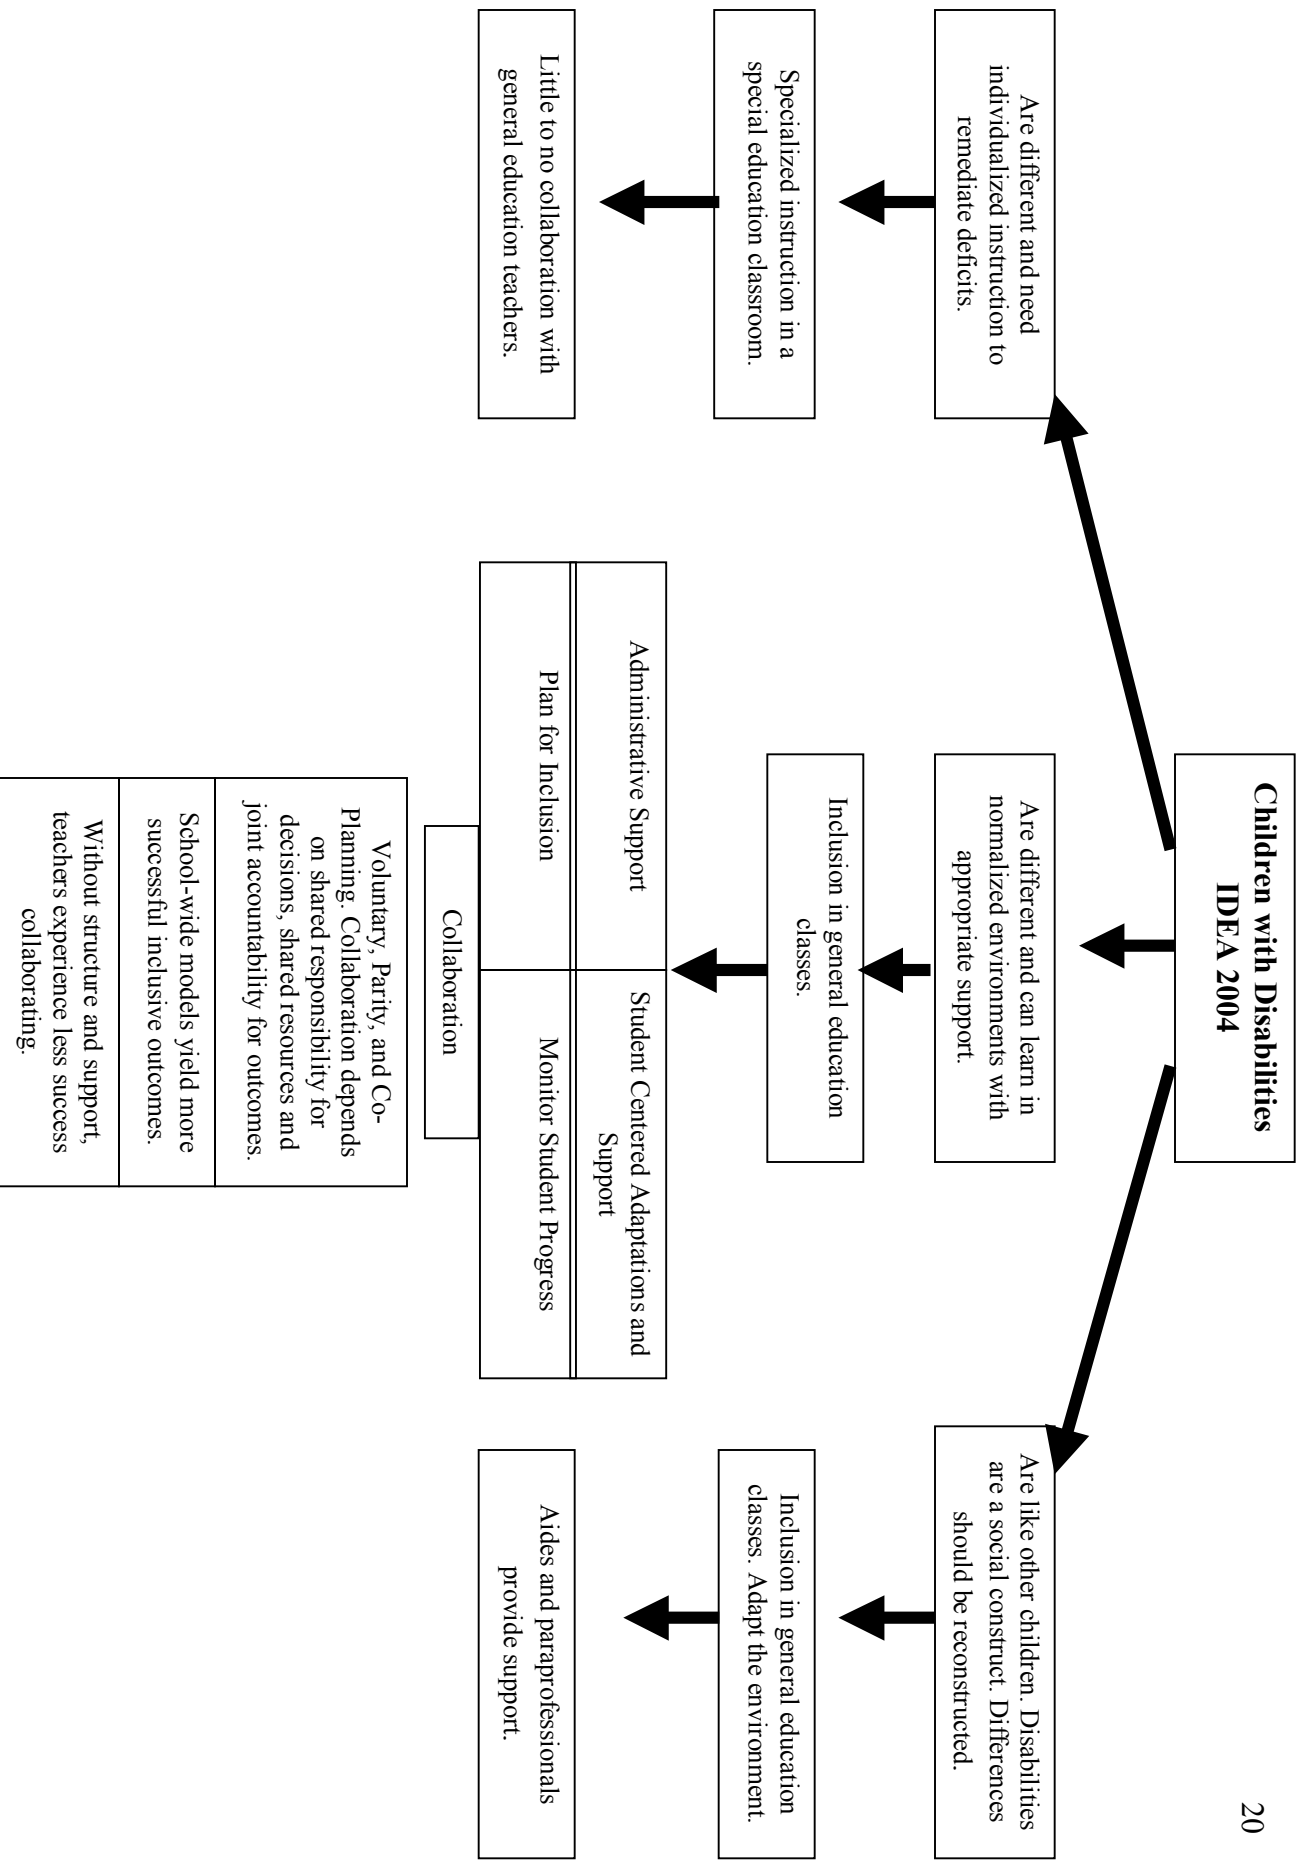 20
Children with Disabilities
IDEA 2004
Are different and need
individualized instruction to
remediate deficits.
Specialized instruction in a
special education classroom.
Little to no collaboration with
general education teachers.
Are different and can learn in
normalized environments with
appropriate support.
Inclusion in general education
classes.
Administrative Support
Student Centered Adaptations and
Support
Plan for Inclusion
Monitor Student Progress
Collaboration
Voluntary, Parity, and Co-
Planning. Collaboration depends
on shared responsibility for
decisions, shared resources and
joint accountability for outcomes.
School-wide models yield more
successful inclusive outcomes.
Without structure and support,
teachers experience less success
collaborating.
Are like other children. Disabilities
are a social construct. Differences
should be reconstructed.
Inclusion in general education
classes. Adapt the environment.
Aides and paraprofessionals
provide support.